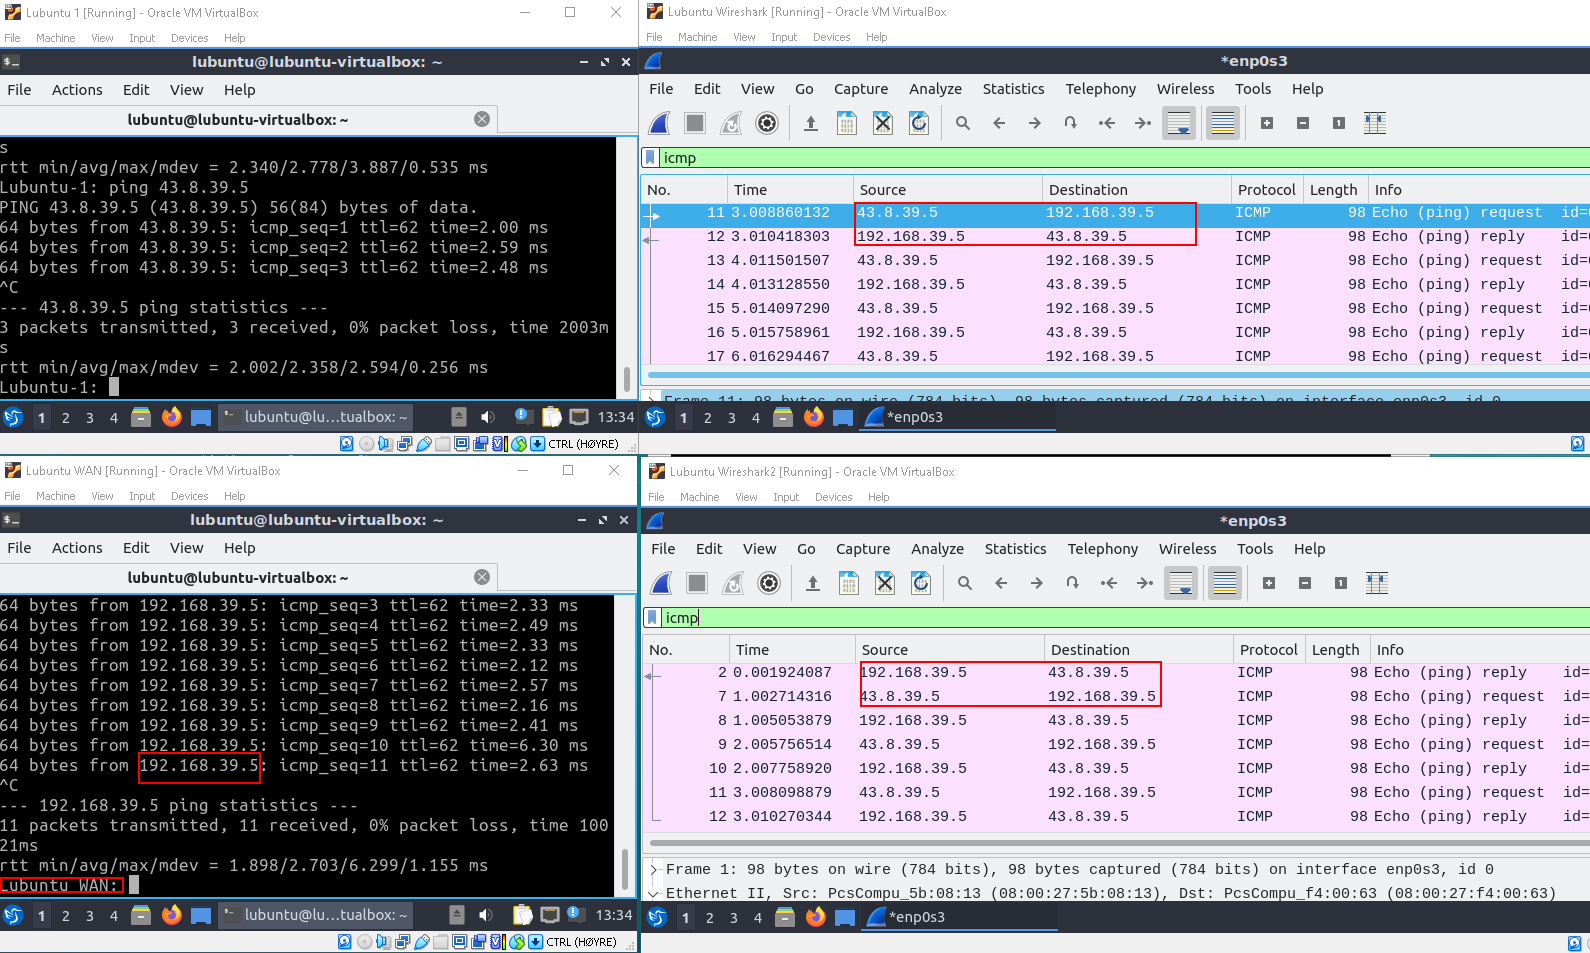 Lubuntu 1 [Running] - Oracle VM VirtualBox
File Machine View Input Devices Help
lubuntu@lubuntu-virtualbox: ~
File Actions Edit View Help
lubuntu@lubuntu-virtualbox: ~
s
rtt min/avg/max/mdev = 2.340/2.778/3.887/0.535 ms
Lubuntu-1: ping 43.8.39.5
PING 43.8.39.5 (43.8.39.5) 56(84) bytes of data.
64 bytes from 43.8.39.5: icmp_seq=1 ttl=62 time=2.00 ms
64 bytes from 43.8.39.5: icmp_seq=2 ttl=62 time=2.59 ms
64 bytes from 43.8.39.5: icmp_seq=3 ttl=62 time=2.48 ms
^C
--- 43.8.39.5 ping statistics ---
3 packets transmitted, 3 received, 0% packet loss, time 2003m
s
rtt min/avg/max/mdev = 2.002/2.358/2.594/0.256 ms
Lubuntu-1:
1 2 3 4 lubuntu@lu...tualbox: ~ 13:34
CTRL (HØYRE)
Lubuntu Wireshark [Running] - Oracle VM VirtualBox
File Machine View Input Devices Help
*enp0s3
File Edit View Go Capture Analyze Statistics Telephony Wireless Tools Help
icmp
No. Time Source Destination Protocol Length Info
11 3.008860132 43.8.39.5 192.168.39.5 ICMP 98 Echo (ping) request id=
12 3.010418303 192.168.39.5 43.8.39.5 ICMP 98 Echo (ping) reply id=
13 4.011501507 43.8.39.5 192.168.39.5 ICMP 98 Echo (ping) request id=
14 4.013128550 192.168.39.5 43.8.39.5 ICMP 98 Echo (ping) reply id=
15 5.014097290 43.8.39.5 192.168.39.5 ICMP 98 Echo (ping) request id=
16 5.015758961 192.168.39.5 43.8.39.5 ICMP 98 Echo (ping) reply id=
17 6.016294467 43.8.39.5 192.168.39.5 ICMP 98 Echo (ping) request id=
Frame 11: 98 bytes on wire (784 bits), 98 bytes captured (784 bits) on interface enp0s3, id 0
1 2 3 4 *enp0s3
Lubuntu WAN [Running] - Oracle VM VirtualBox
File Machine View Input Devices Help
lubuntu@lubuntu-virtualbox: ~
File Actions Edit View Help
lubuntu@lubuntu-virtualbox: ~
64 bytes from 192.168.39.5: icmp_seq=3 ttl=62 time=2.33 ms
64 bytes from 192.168.39.5: icmp_seq=4 ttl=62 time=2.49 ms
64 bytes from 192.168.39.5: icmp_seq=5 ttl=62 time=2.33 ms
64 bytes from 192.168.39.5: icmp_seq=6 ttl=62 time=2.12 ms
64 bytes from 192.168.39.5: icmp_seq=7 ttl=62 time=2.57 ms
64 bytes from 192.168.39.5: icmp_seq=8 ttl=62 time=2.16 ms
64 bytes from 192.168.39.5: icmp_seq=9 ttl=62 time=2.41 ms
64 bytes from 192.168.39.5: icmp_seq=10 ttl=62 time=6.30 ms
64 bytes from 192.168.39.5: icmp_seq=11 ttl=62 time=2.63 ms
^C
--- 192.168.39.5 ping statistics ---
11 packets transmitted, 11 received, 0% packet loss, time 100
21ms
rtt min/avg/max/mdev = 1.898/2.703/6.299/1.155 ms
Lubuntu WAN:
1 2 3 4 lubuntu@lu...tualbox: ~ 13:34
CTRL (HØYRE)
Lubuntu Wireshark2 [Running] - Oracle VM VirtualBox
File Machine View Input Devices Help
*enp0s3
File Edit View Go Capture Analyze Statistics Telephony Wireless Tools Help
icmp
No. Time Source Destination Protocol Length Info
2 0.001924087 192.168.39.5 43.8.39.5 ICMP 98 Echo (ping) reply id=
7 1.002714316 43.8.39.5 192.168.39.5 ICMP 98 Echo (ping) request id=
8 1.005053879 192.168.39.5 43.8.39.5 ICMP 98 Echo (ping) reply id=
9 2.005756514 43.8.39.5 192.168.39.5 ICMP 98 Echo (ping) request id=
10 2.007758920 192.168.39.5 43.8.39.5 ICMP 98 Echo (ping) reply id=
11 3.008098879 43.8.39.5 192.168.39.5 ICMP 98 Echo (ping) request id=
12 3.010270344 192.168.39.5 43.8.39.5 ICMP 98 Echo (ping) reply id=
Frame 1: 98 bytes on wire (784 bits), 98 bytes captured (784 bits) on interface enp0s3, id 0
Ethernet II, Src: PcsCompu_5b:08:13 (08:00:27:5b:08:13), Dst: PcsCompu_f4:00:63 (08:00:27:f4:00:63)
1 2 3 4 *enp0s3